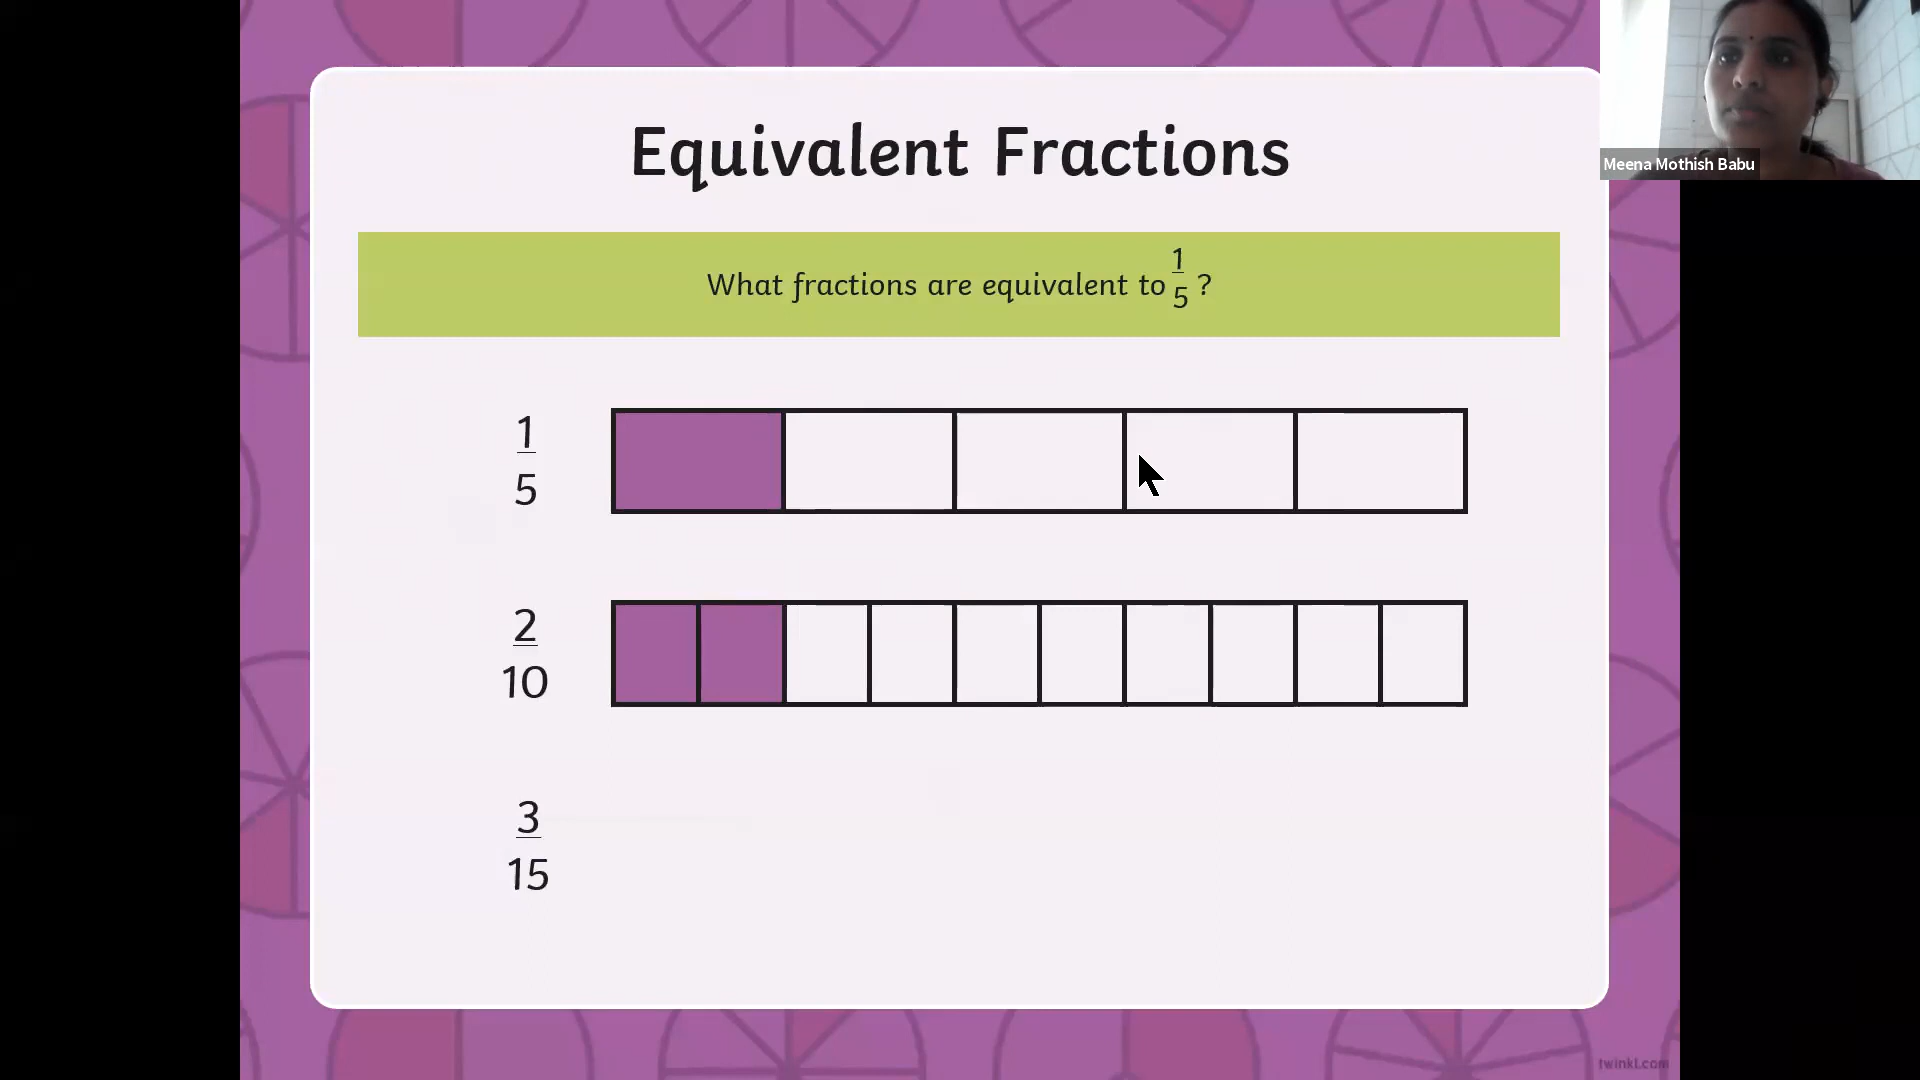 Equivalent Fractions
Meena Mothish Babu
What fractions are equivalent to 1/5 ?
1
5
2
10
3
15
twinkl.com